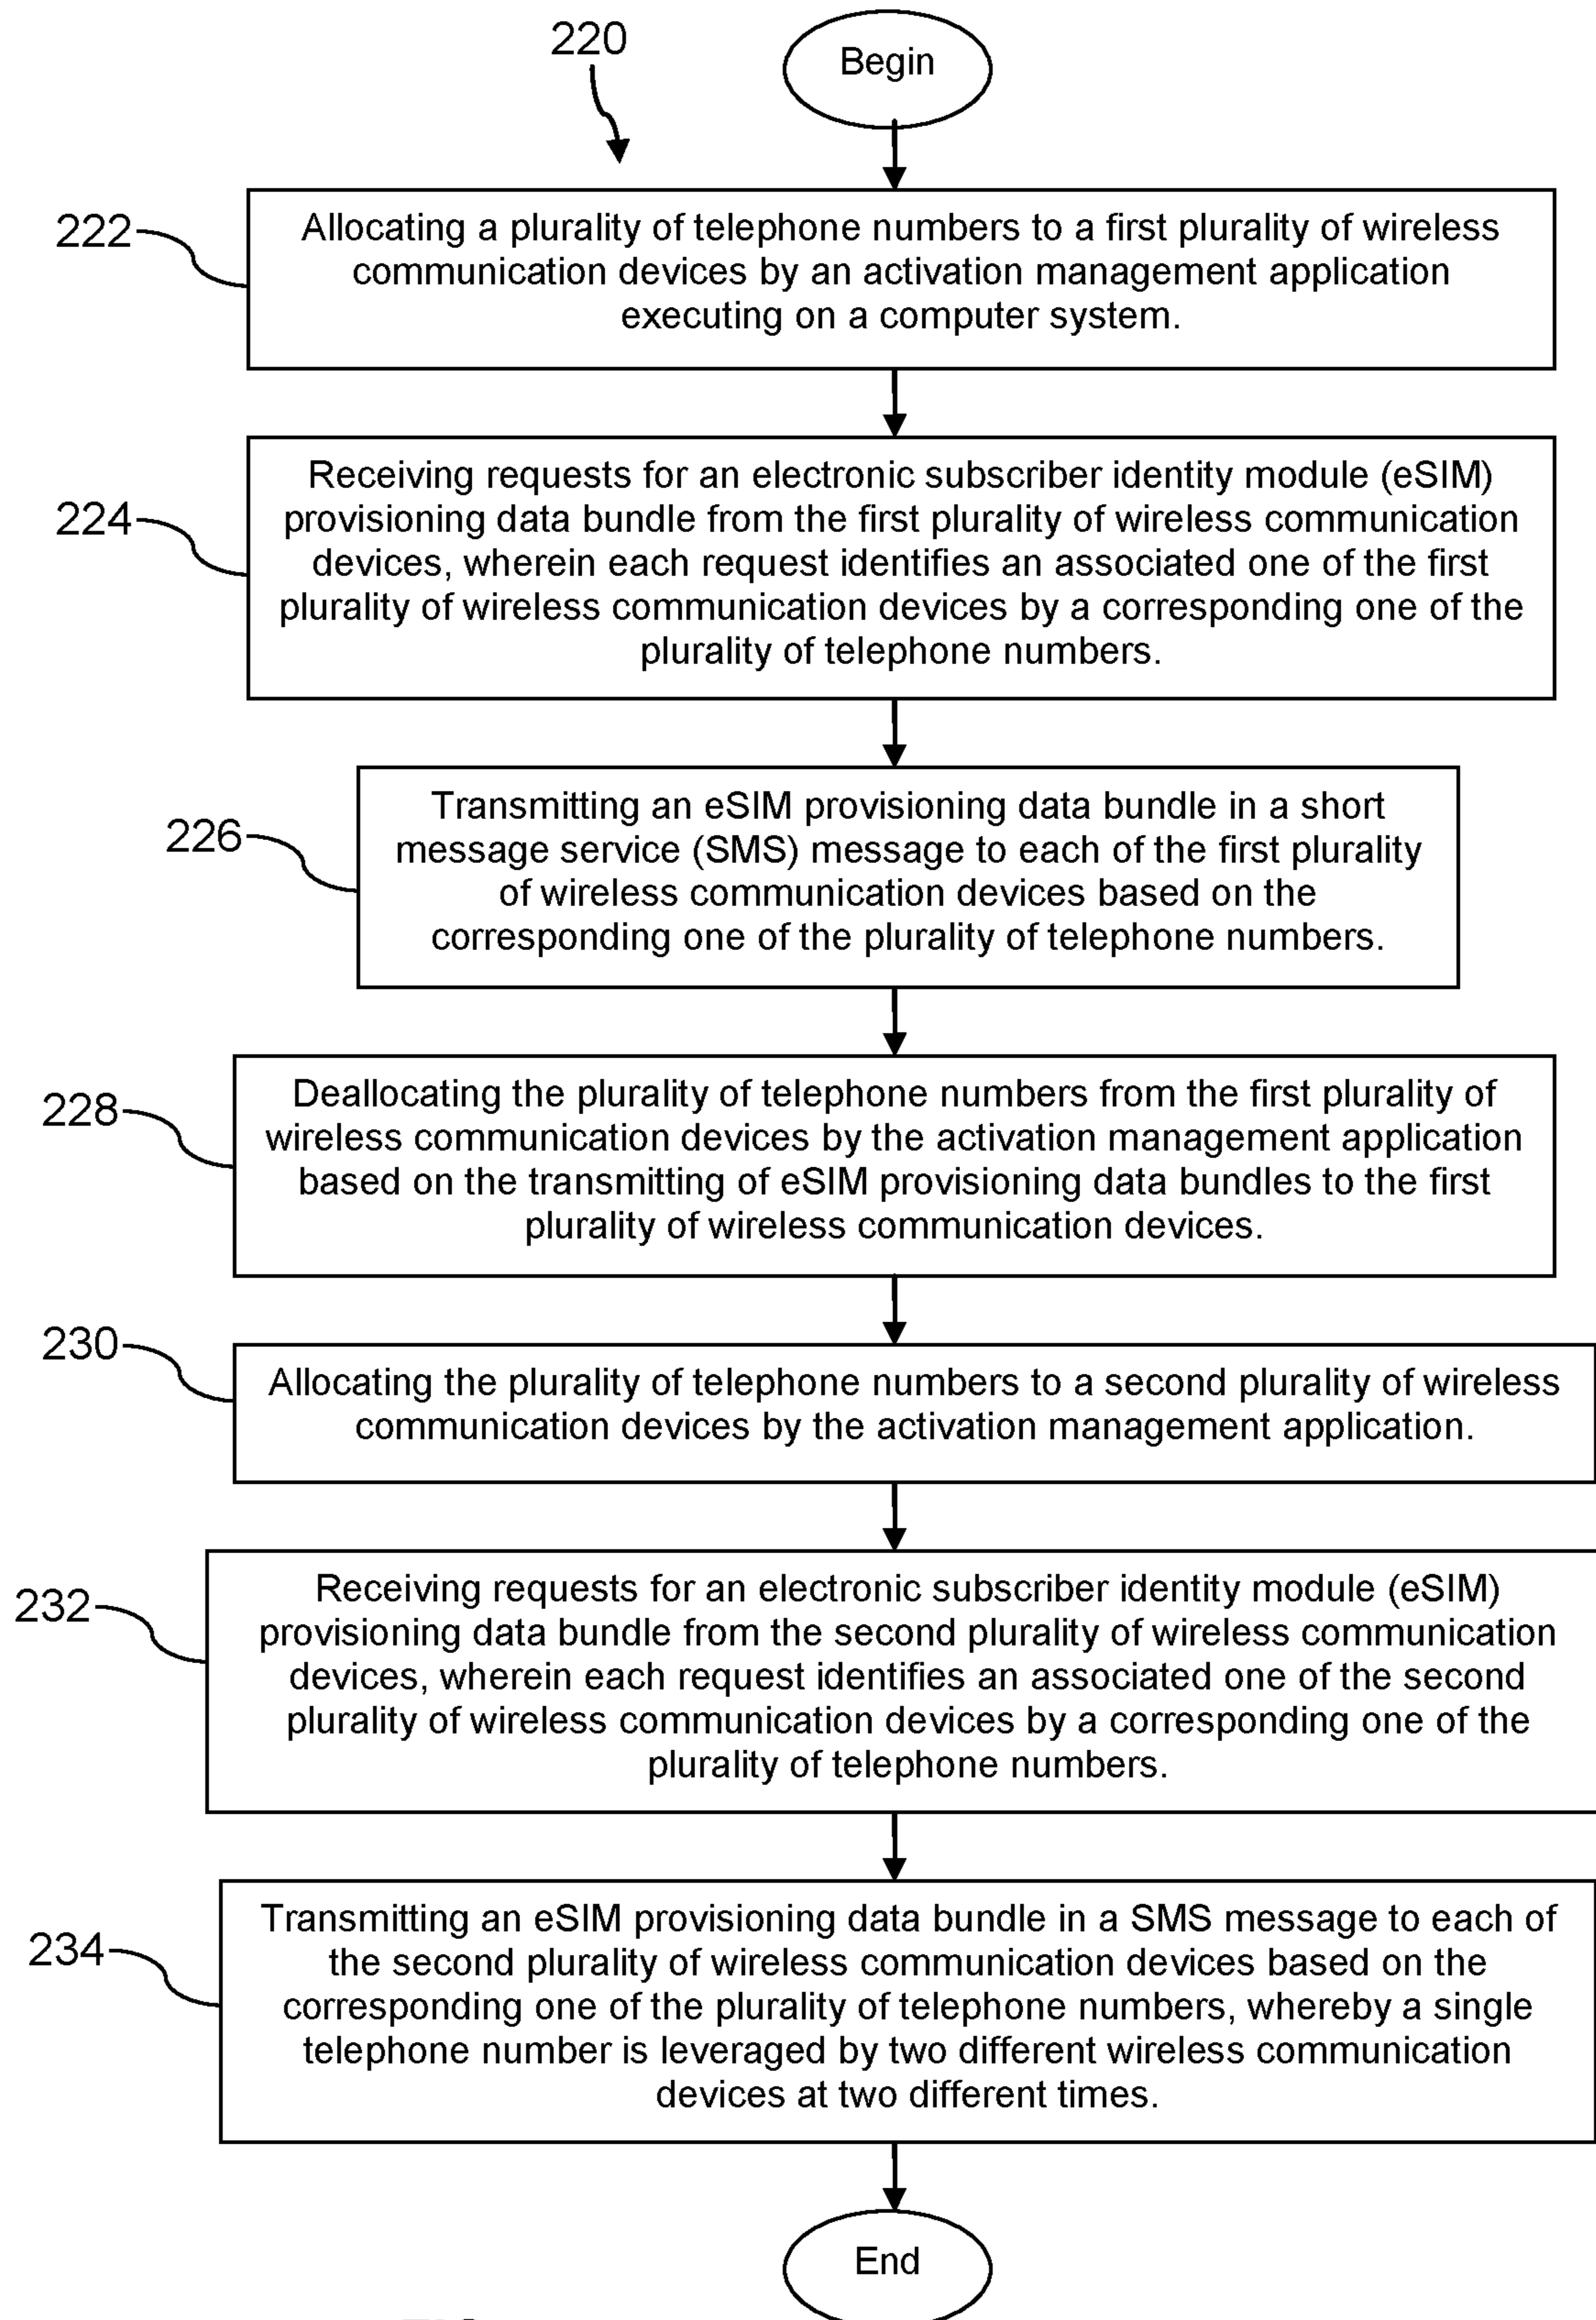 220
Begin
222
Allocating a plurality of telephone numbers to a first plurality of wireless
communication devices by an activation management application
executing on a computer system.
224
Receiving requests for an electronic subscriber identity module (eSIM)
provisioning data bundle from the first plurality of wireless communication
devices, wherein each request identifies an associated one of the first
plurality of wireless communication devices by a corresponding one of the
plurality of telephone numbers.
226
Transmitting an eSIM provisioning data bundle in a short
message service (SMS) message to each of the first plurality
of wireless communication devices based on the
corresponding one of the plurality of telephone numbers.
228
Deallocating the plurality of telephone numbers from the first plurality of
wireless communication devices by the activation management application
based on the transmitting of eSIM provisioning data bundles to the first
plurality of wireless communication devices.
230
Allocating the plurality of telephone numbers to a second plurality of wireless
communication devices by the activation management application.
232
Receiving requests for an electronic subscriber identity module (eSIM)
provisioning data bundle from the second plurality of wireless communication
devices, wherein each request identifies an associated one of the second
plurality of wireless communication devices by a corresponding one of the
plurality of telephone numbers.
234
Transmitting an eSIM provisioning data bundle in a SMS message to each of
the second plurality of wireless communication devices based on the
corresponding one of the plurality of telephone numbers, whereby a single
telephone number is leveraged by two different wireless communication
devices at two different times.
End